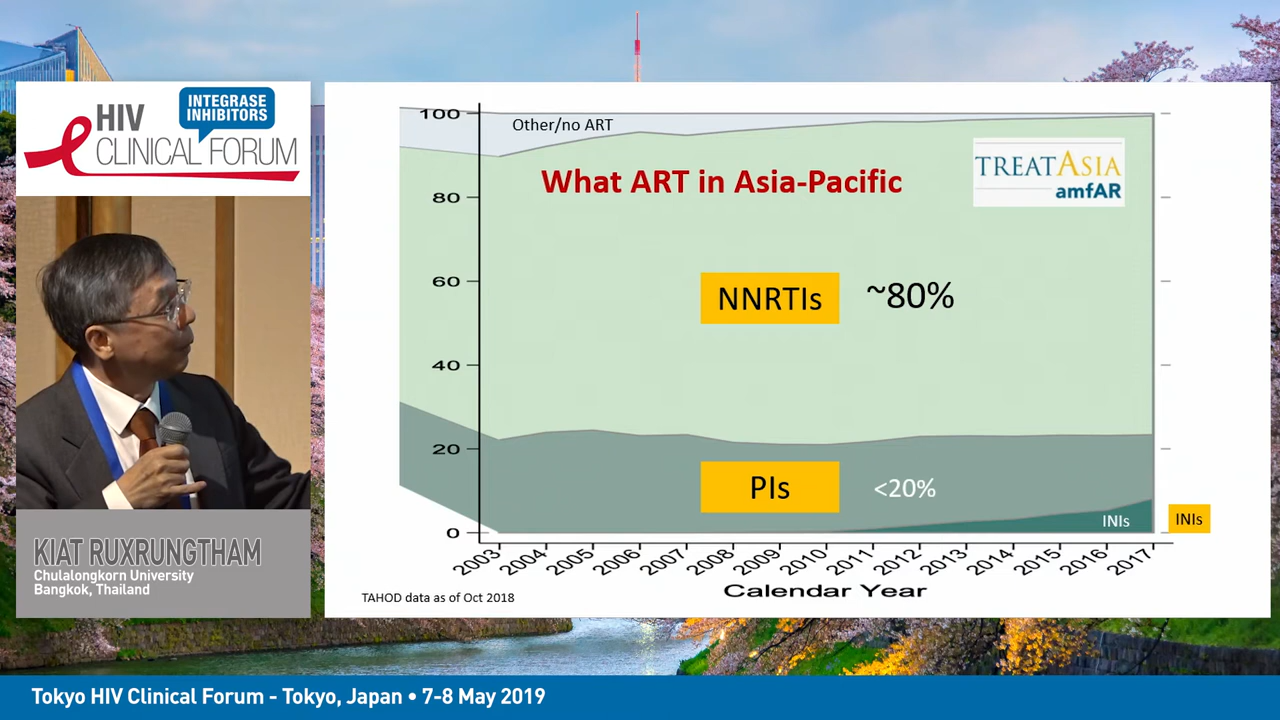 HIV
INTEGRASE
INHIBITORS
CLINICAL FORUM
KIAT RUXRUNGTHAM
Chulalongkorn University
Bangkok, Thailand
What ART in Asia-Pacific
TREATASIA
amfAR
Other/no ART
NNRTIs
~80%
PIs
<20%
INIs
INIs
100
80
60
40
20
0
2003
2004
2005
2006
2007
2008
2009
2010
2011
2012
2013
2014
2015
2016
2017
Calendar Year
TAHOD data as of Oct 2018
Tokyo HIV Clinical Forum - Tokyo, Japan • 7-8 May 2019